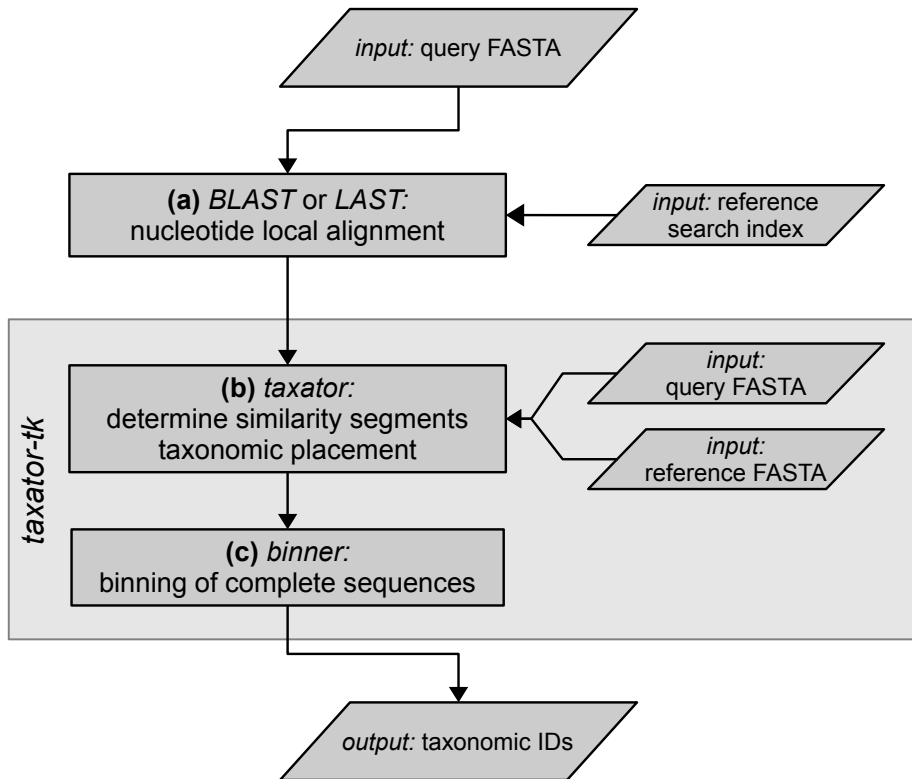 input: query FASTA
(a) BLAST or LAST:
nucleotide local alignment
input: reference
search index
taxator-tk
(b) taxator:
determine similarity segments
taxonomic placement
input:
query FASTA
input:
reference FASTA
(c) binner:
binning of complete sequences
output: taxonomic IDs